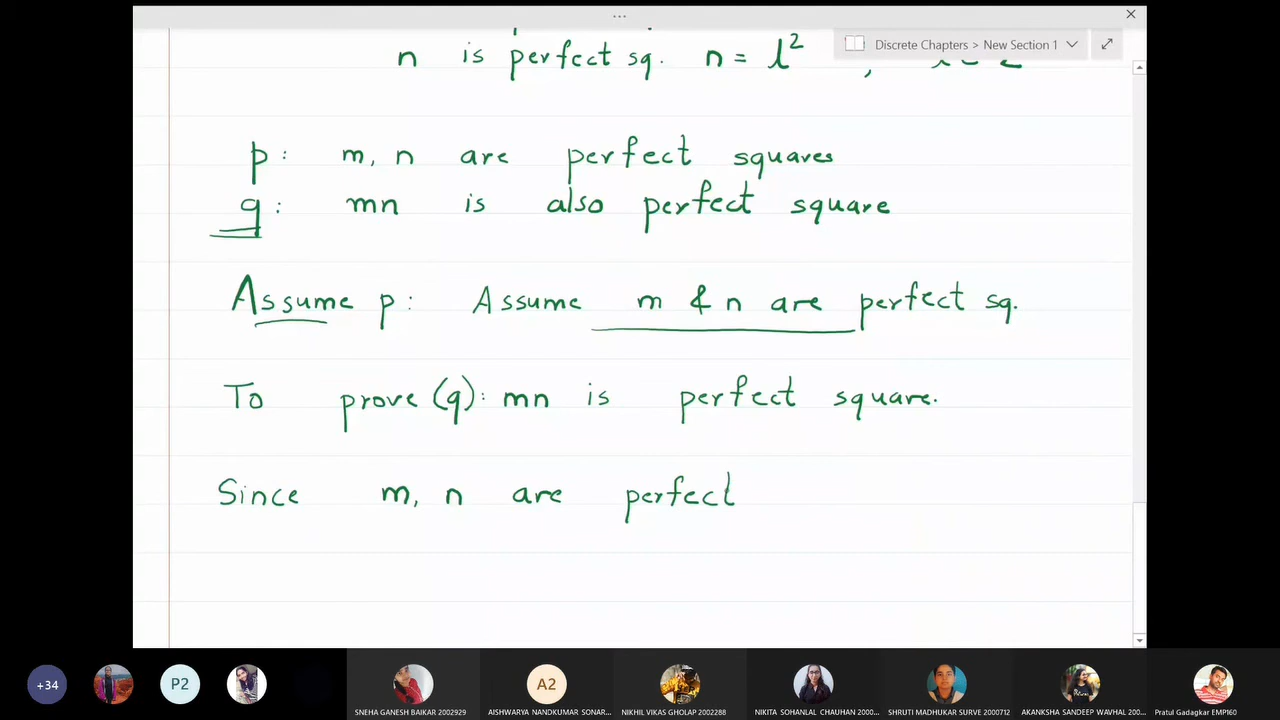 n is perfect sq. n = l²
Discrete Chapters > New Section 1
p: m, n are perfect squares
q: mn is also perfect square
Assume p: Assume m & n are perfect sq.
To prove (q): mn is perfect square.
Since m, n are perfect
+34
P2
A2
SNEHA GANESH BAIKAR 2002929
AISHWARYA NANDKUMAR SONAR...
NIKHIL VIKAS GHOLAP 2002288
NIKITA SOHANLAL CHAUHAN 2000...
SHRUTI MADHUKAR SURVE 2000712
AKANKSHA SANDEEP WAVHAL 200...
Pratul Gadagkar EMP160